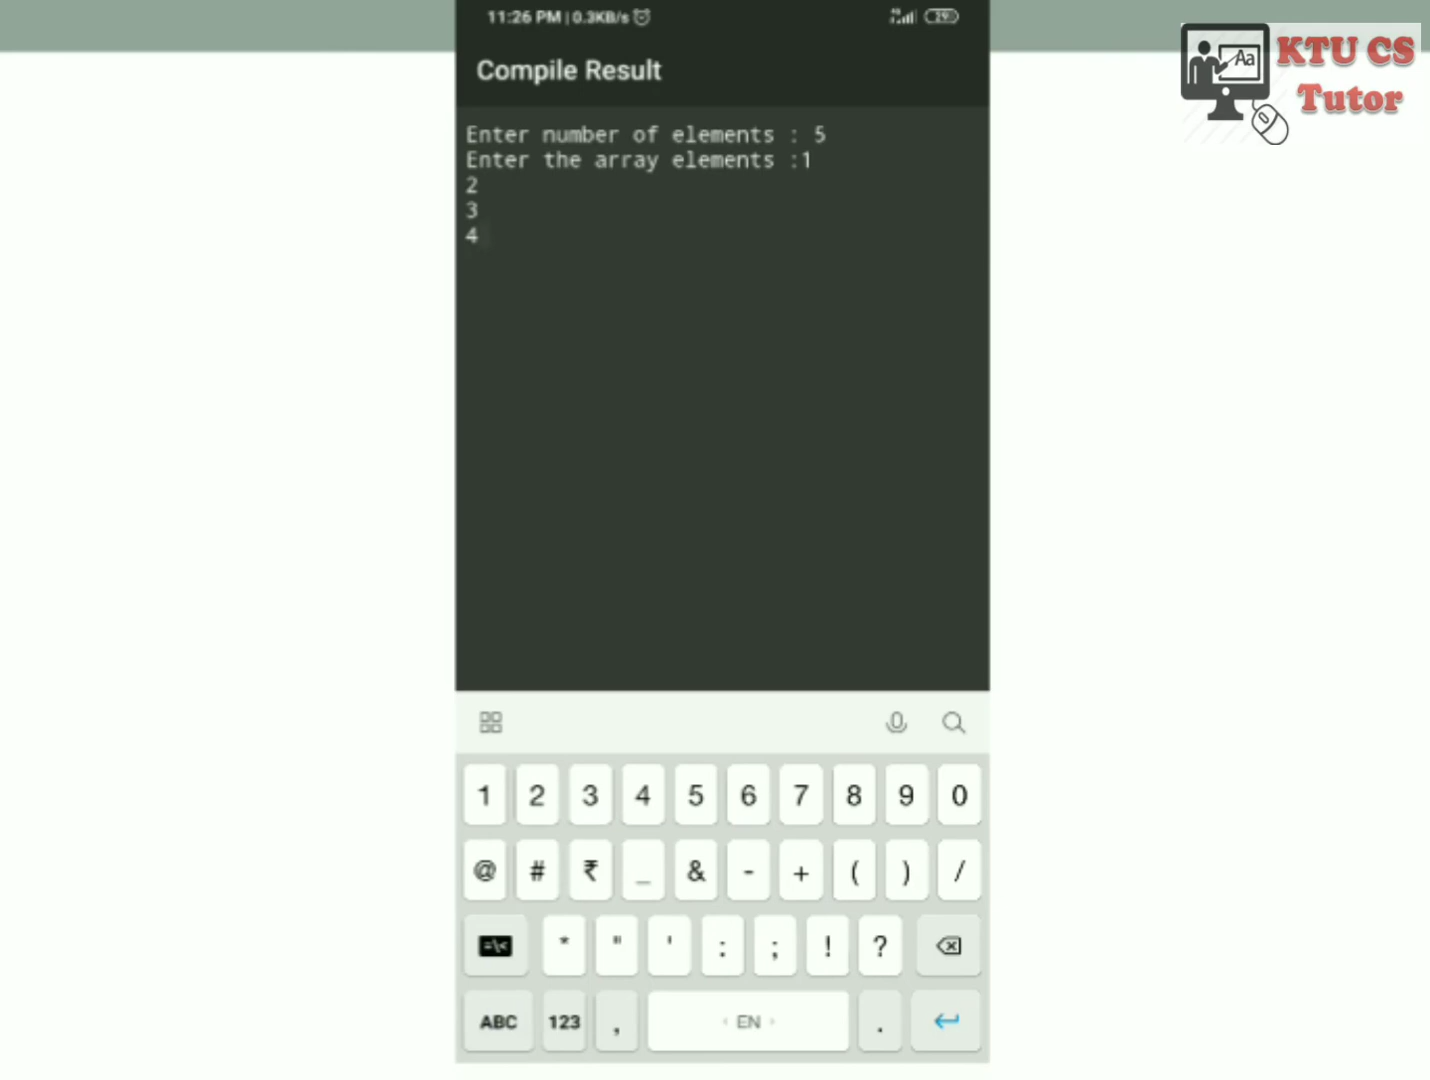 11:26 PM | 0.3KB/s
29
Compile Result
Aa
KTU CS
Tutor
Enter number of elements : 5
Enter the array elements :1
2
3
4
1 2 3 4 5 6 7 8 9 0
@ # ₹ _ & - + ( ) /
=\< * " ' : ; ! ?
ABC 123 , EN .